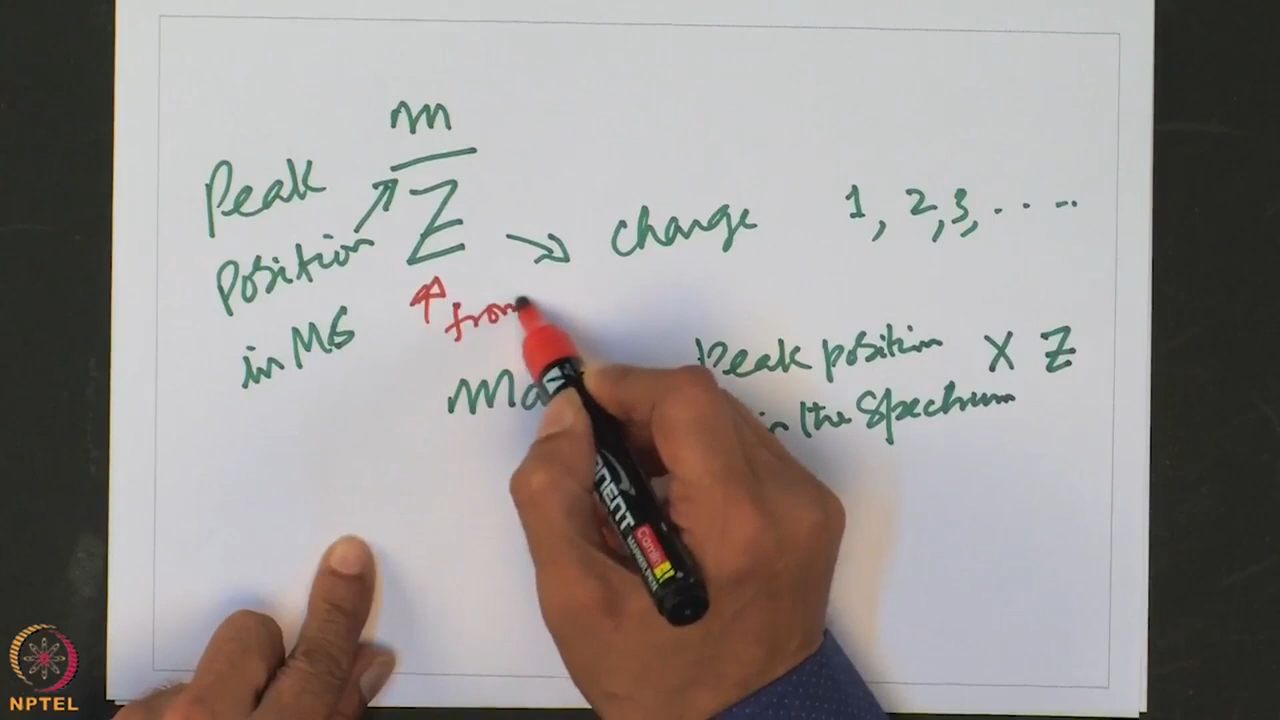 m
Peak
Z
position
change 1, 2, 3, . . . . .
in MS
from
Peak position X Z
Ma
in the Spectrum
NPTEL